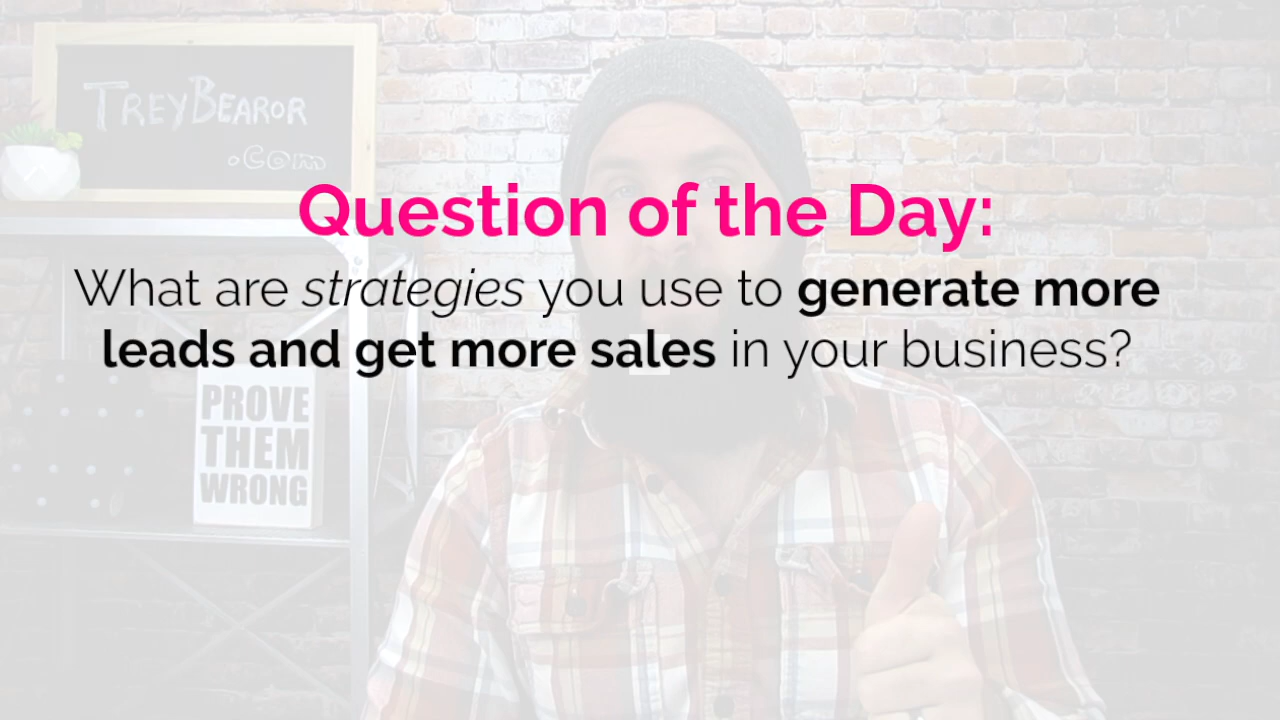 TREYBEAROR
.Com
Question of the Day:
What are strategies you use to generate more
leads and get more sales in your business?
PROVE
THEM
WRONG